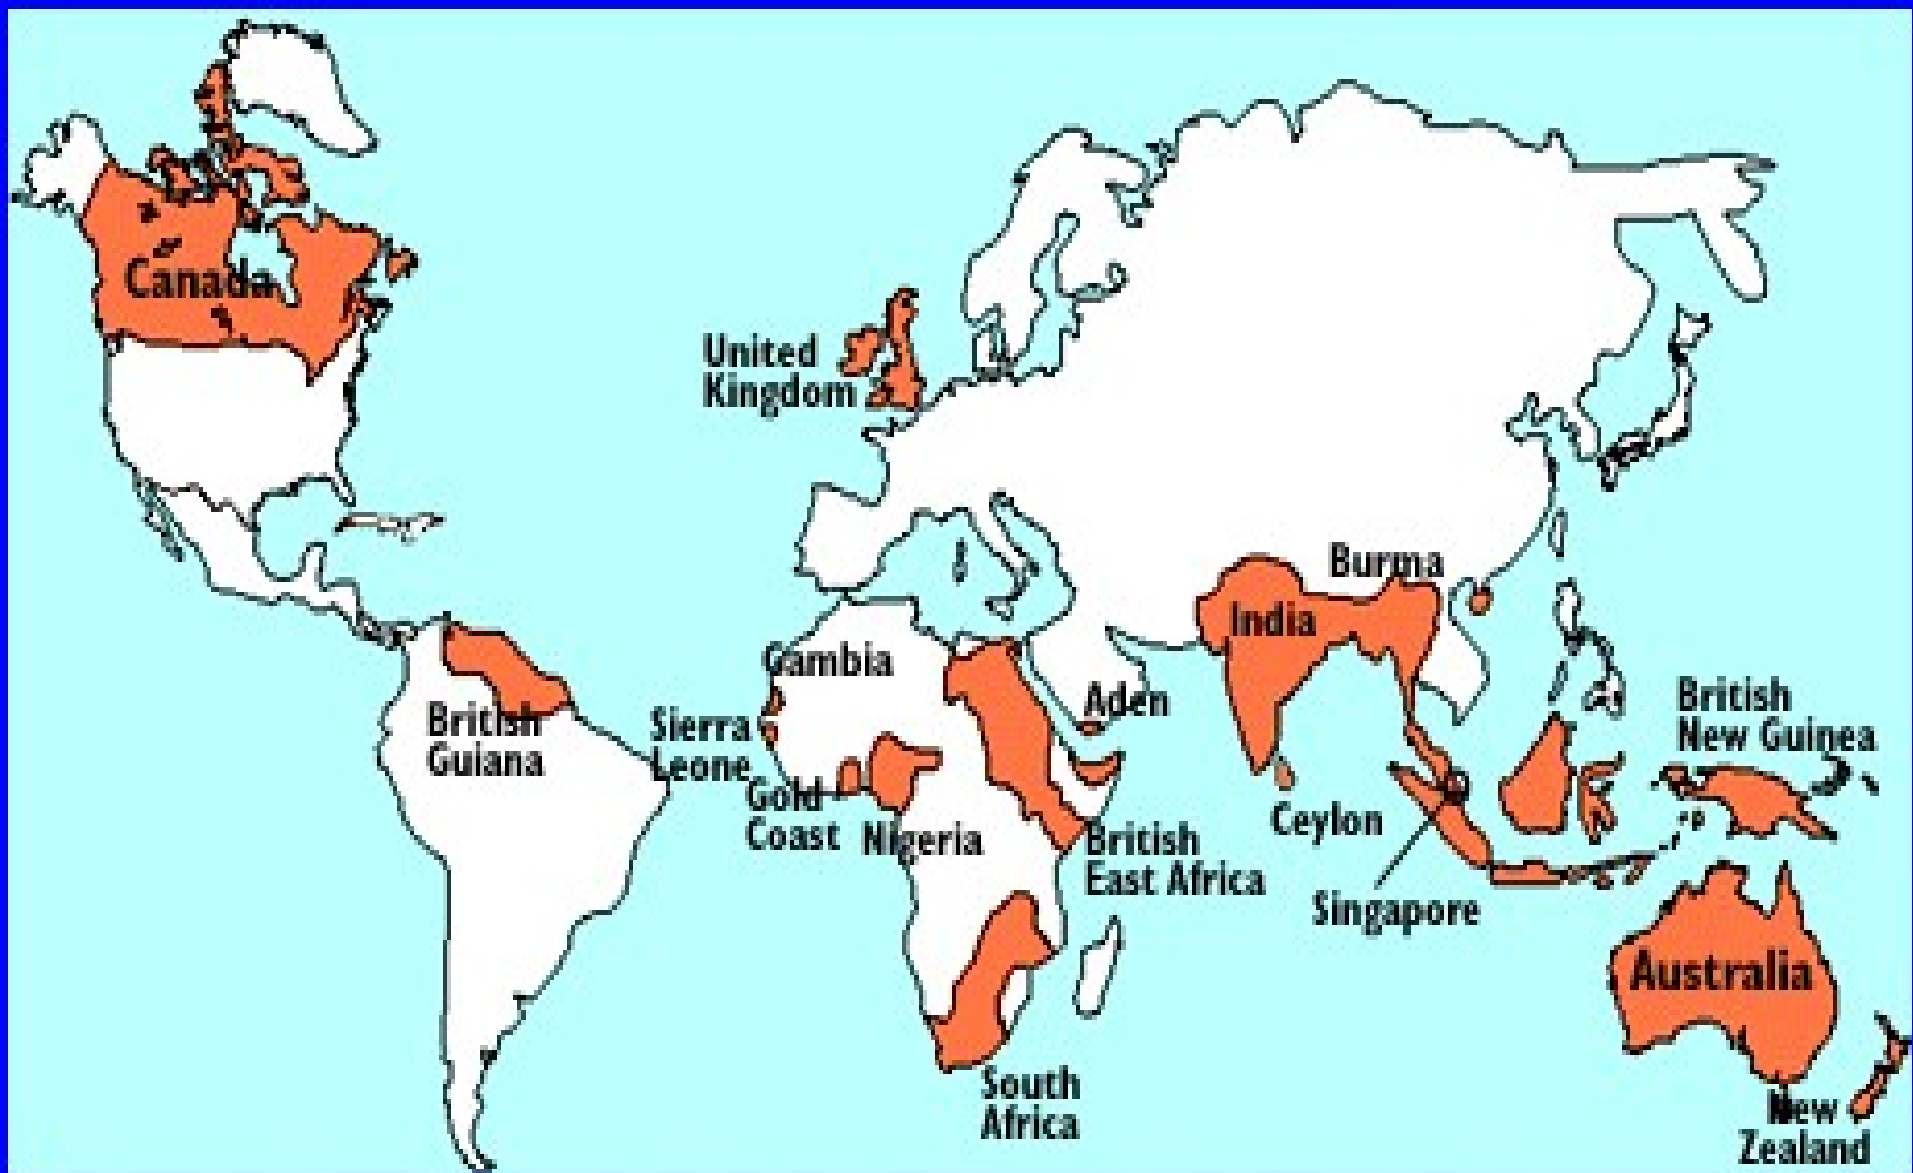 Canada
United
Kingdom
Burma
India
Gambia
Aden
British
Guiana
Sierra
Leone
British
New Guinea
Gold
Coast
Nigeria
British
East Africa
Ceylon
Singapore
Australia
South
Africa
New
Zealand